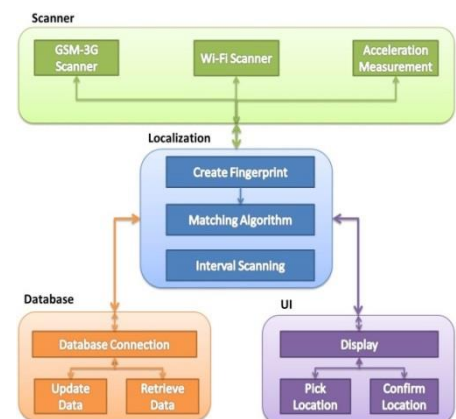 Scanner
GSM-3G
Scanner
Wi-Fi Scanner
Acceleration
Measurement
Localization
Create Fingerprint
Matching Algorithm
Interval Scanning
Database
Database Connection
Update
Data
Retrieve
Data
UI
Display
Pick
Location
Confirm
Location